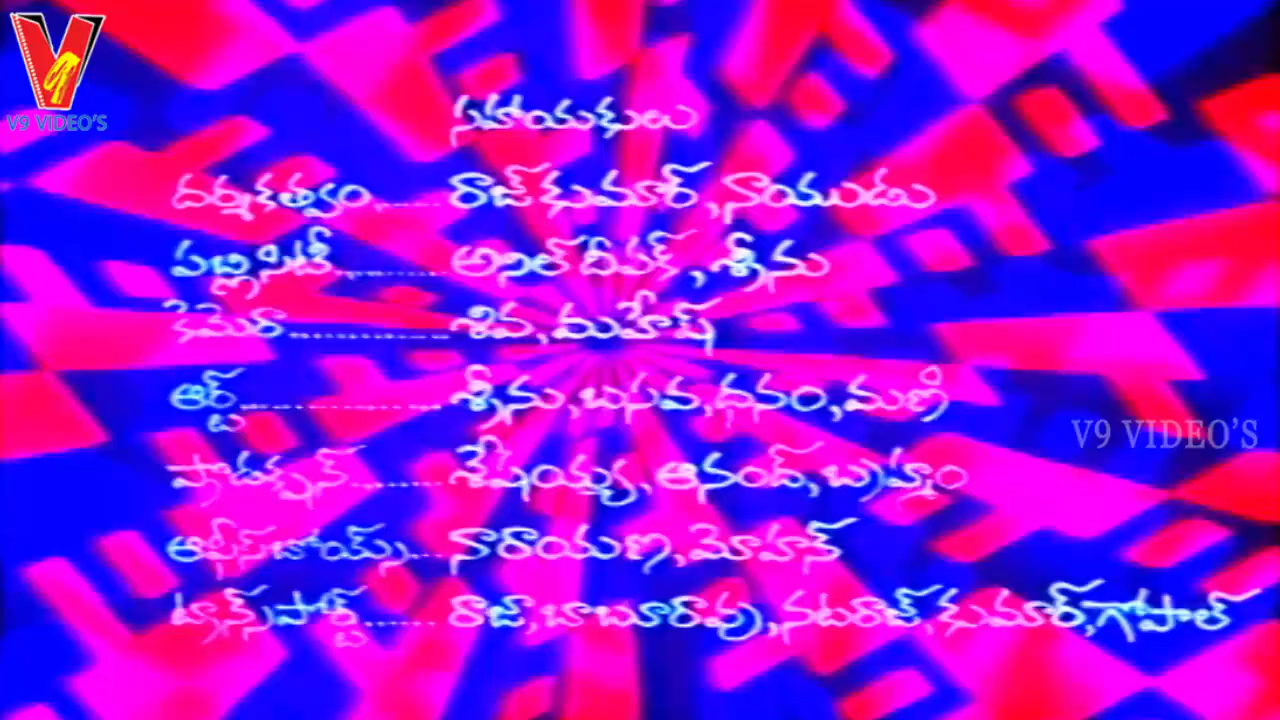 V9 VIDEO'S
సహాయకులు
దర్శకత్వం...... రాజ్ కుమార్,నాయుడు
పబ్లిసిటీ........... అనిల్ దీపక్, శ్రీను
కెమెరా................ శివ,మహేష్
ఆర్ట్.................... శ్రీను,బసవ,ధనం,మణి
ప్రొడక్షన్......... శేషయ్య, ఆనంద్,బ్రహ్మం
ఆఫీస్ బోయ్స్.... నారాయణ,మోహన్
ట్రాన్స్ పోర్ట్....... రాజ్,బాబూరావు,నటరాజ్,కుమార్,గోపాల్
V9 VIDEO'S